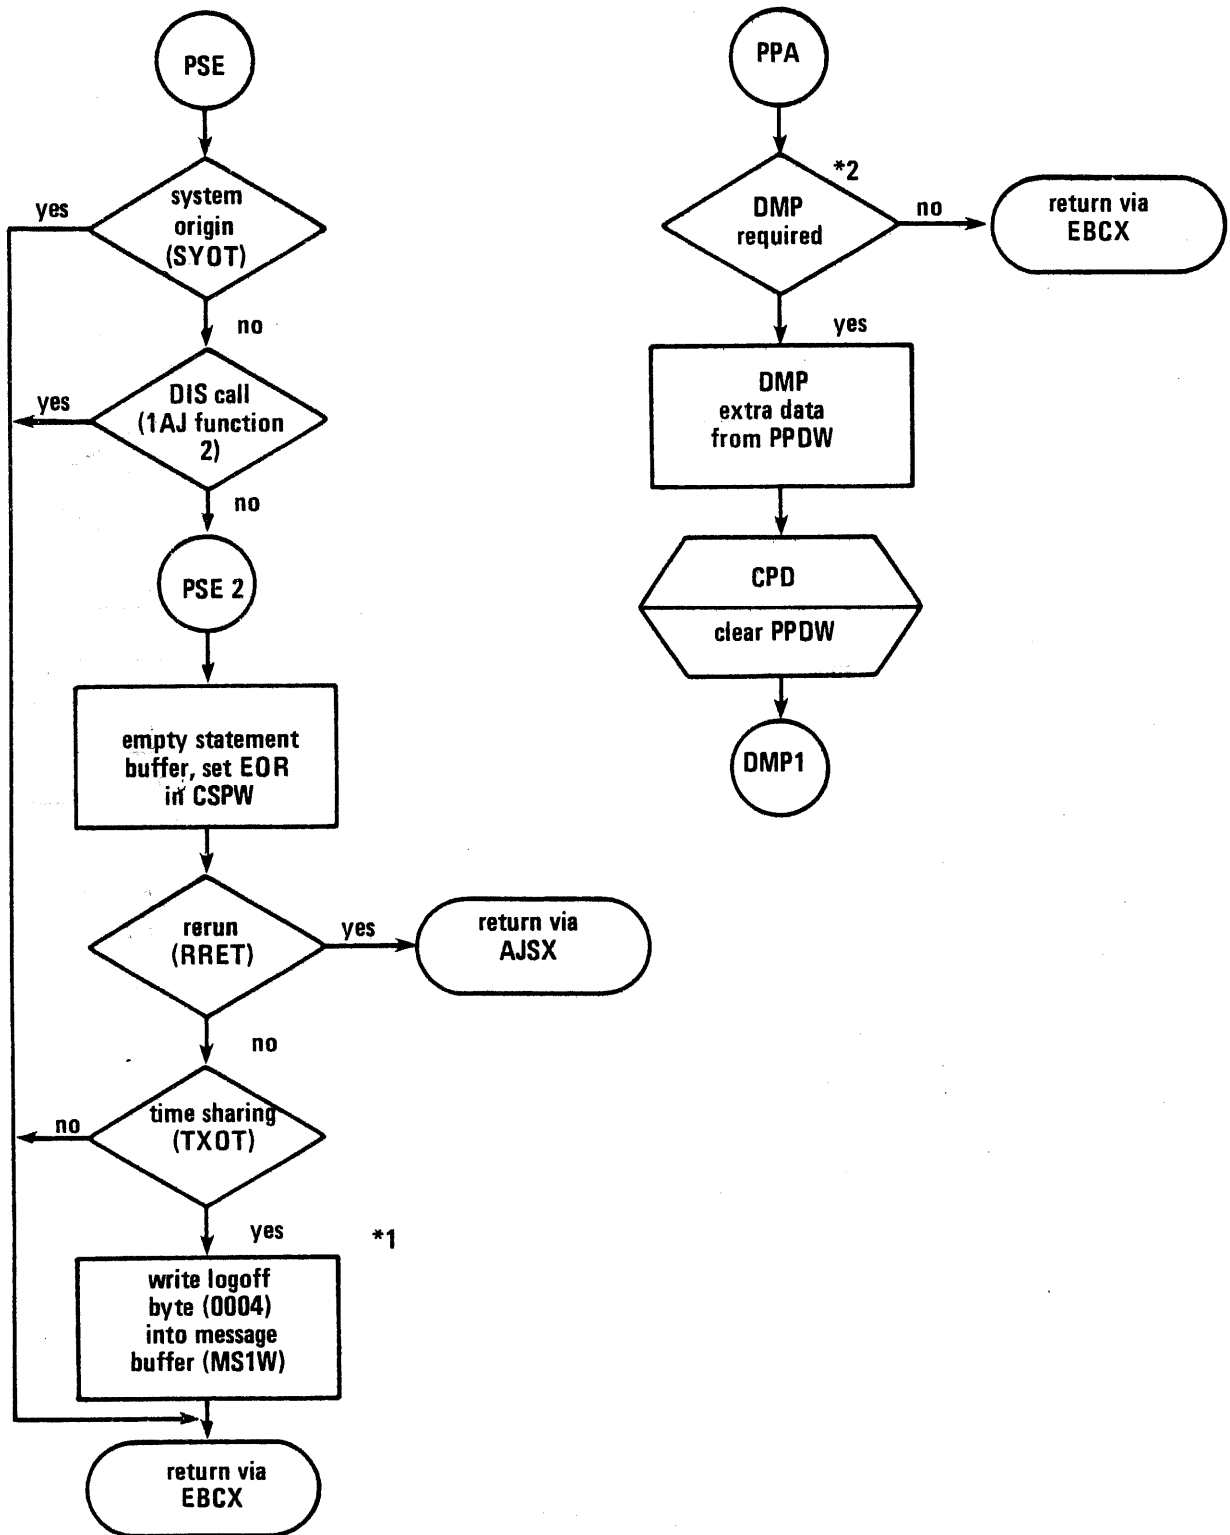 PSE
system
origin
(SYOT)
yes
no
DIS call
(1AJ function
2)
yes
no
PSE 2
empty statement
buffer, set EOR
in CSPW
rerun
(RRET)
yes
return via
AJSX
no
time sharing
(TXOT)
no
yes
*1
write logoff
byte (0004)
into message
buffer (MS1W)
return via
EBCX
PPA
*2
DMP
required
no
return via
EBCX
yes
DMP
extra data
from PPDW
CPD
clear PPDW
DMP1